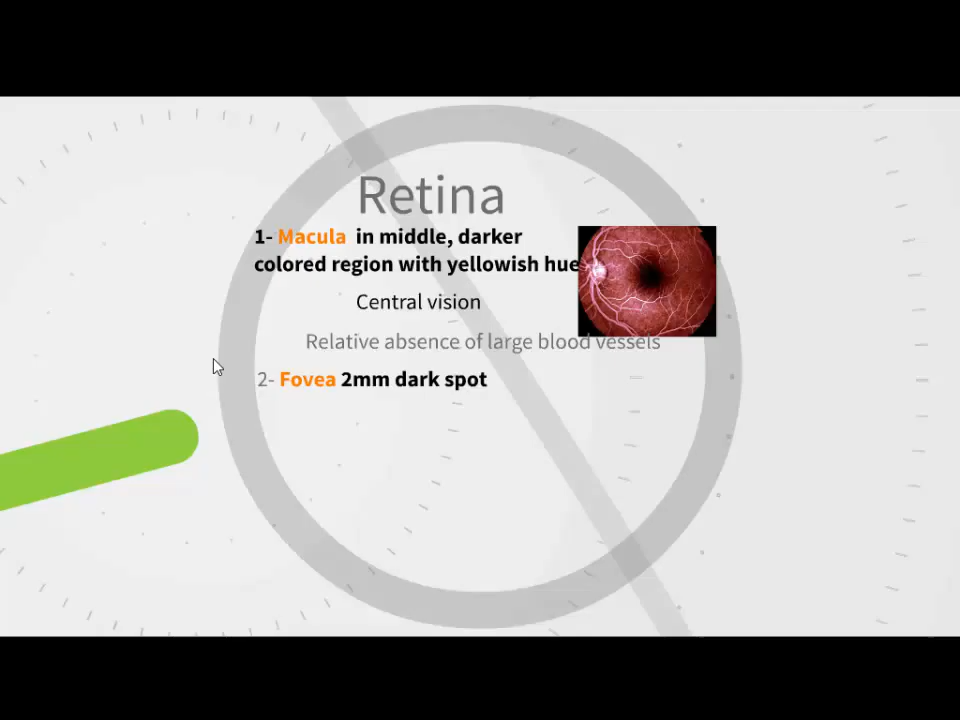 Retina
1- Macula in middle, darker
colored region with yellowish hue
Central vision
Relative absence of large blood vessels
2- Fovea 2mm dark spot